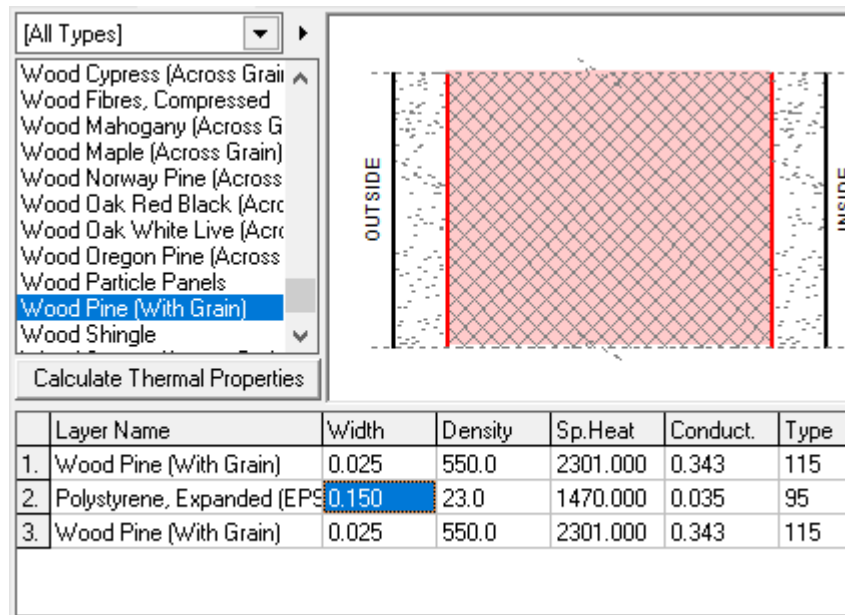 [All Types]
Wood Cypress (Across Grain
Wood Fibres, Compressed
Wood Mahogany (Across G
Wood Maple (Across Grain)
Wood Norway Pine (Across
Wood Oak Red Black (Acro
Wood Oak White Live (Acro
Wood Oregon Pine (Across
Wood Particle Panels
Wood Pine (With Grain)
Wood Shingle
Calculate Thermal Properties
OUTSIDE
INSIDE
Layer Name Width Density Sp.Heat Conduct. Type
1. Wood Pine (With Grain) 0.025 550.0 2301.000 0.343 115
2. Polystyrene, Expanded (EPS 0.150 23.0 1470.000 0.035 95
3. Wood Pine (With Grain) 0.025 550.0 2301.000 0.343 115